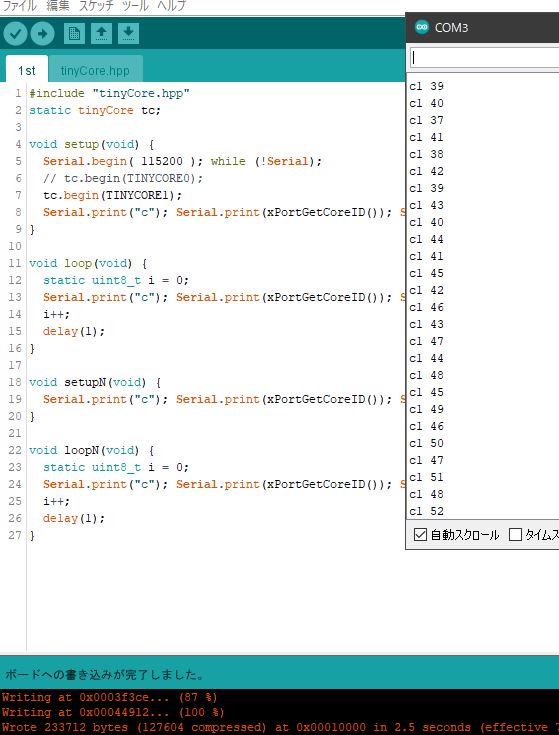 ファイル 編集 スケッチ ツール ヘルプ
1st tinyCore.hpp
1 #include "tinyCore.hpp"
2 static tinyCore tc;
3
4 void setup(void) {
5 Serial.begin( 115200 ); while (!Serial);
6 // tc.begin(TINYCORE0);
7 tc.begin(TINYCORE1);
8 Serial.print("c"); Serial.print(xPortGetCoreID()); S
9 }
10
11 void loop(void) {
12 static uint8_t i = 0;
13 Serial.print("c"); Serial.print(xPortGetCoreID()); S
14 i++;
15 delay(1);
16 }
17
18 void setupN(void) {
19 Serial.print("c"); Serial.print(xPortGetCoreID()); S
20 }
21
22 void loopN(void) {
23 static uint8_t i = 0;
24 Serial.print("c"); Serial.print(xPortGetCoreID()); S
25 i++;
26 delay(1);
27 }
COM3
c1 39
c1 40
c1 37
c1 41
c1 38
c1 42
c1 39
c1 43
c1 40
c1 44
c1 41
c1 45
c1 42
c1 46
c1 43
c1 47
c1 44
c1 48
c1 45
c1 49
c1 46
c1 50
c1 47
c1 51
c1 48
c1 52
自動スクロール タイムス
ボードへの書き込みが完了しました。
Writing at 0x0003f3ce... (87 %)
Writing at 0x00044912... (100 %)
Wrote 233712 bytes (127604 compressed) at 0x00010000 in 2.5 seconds (effective 7